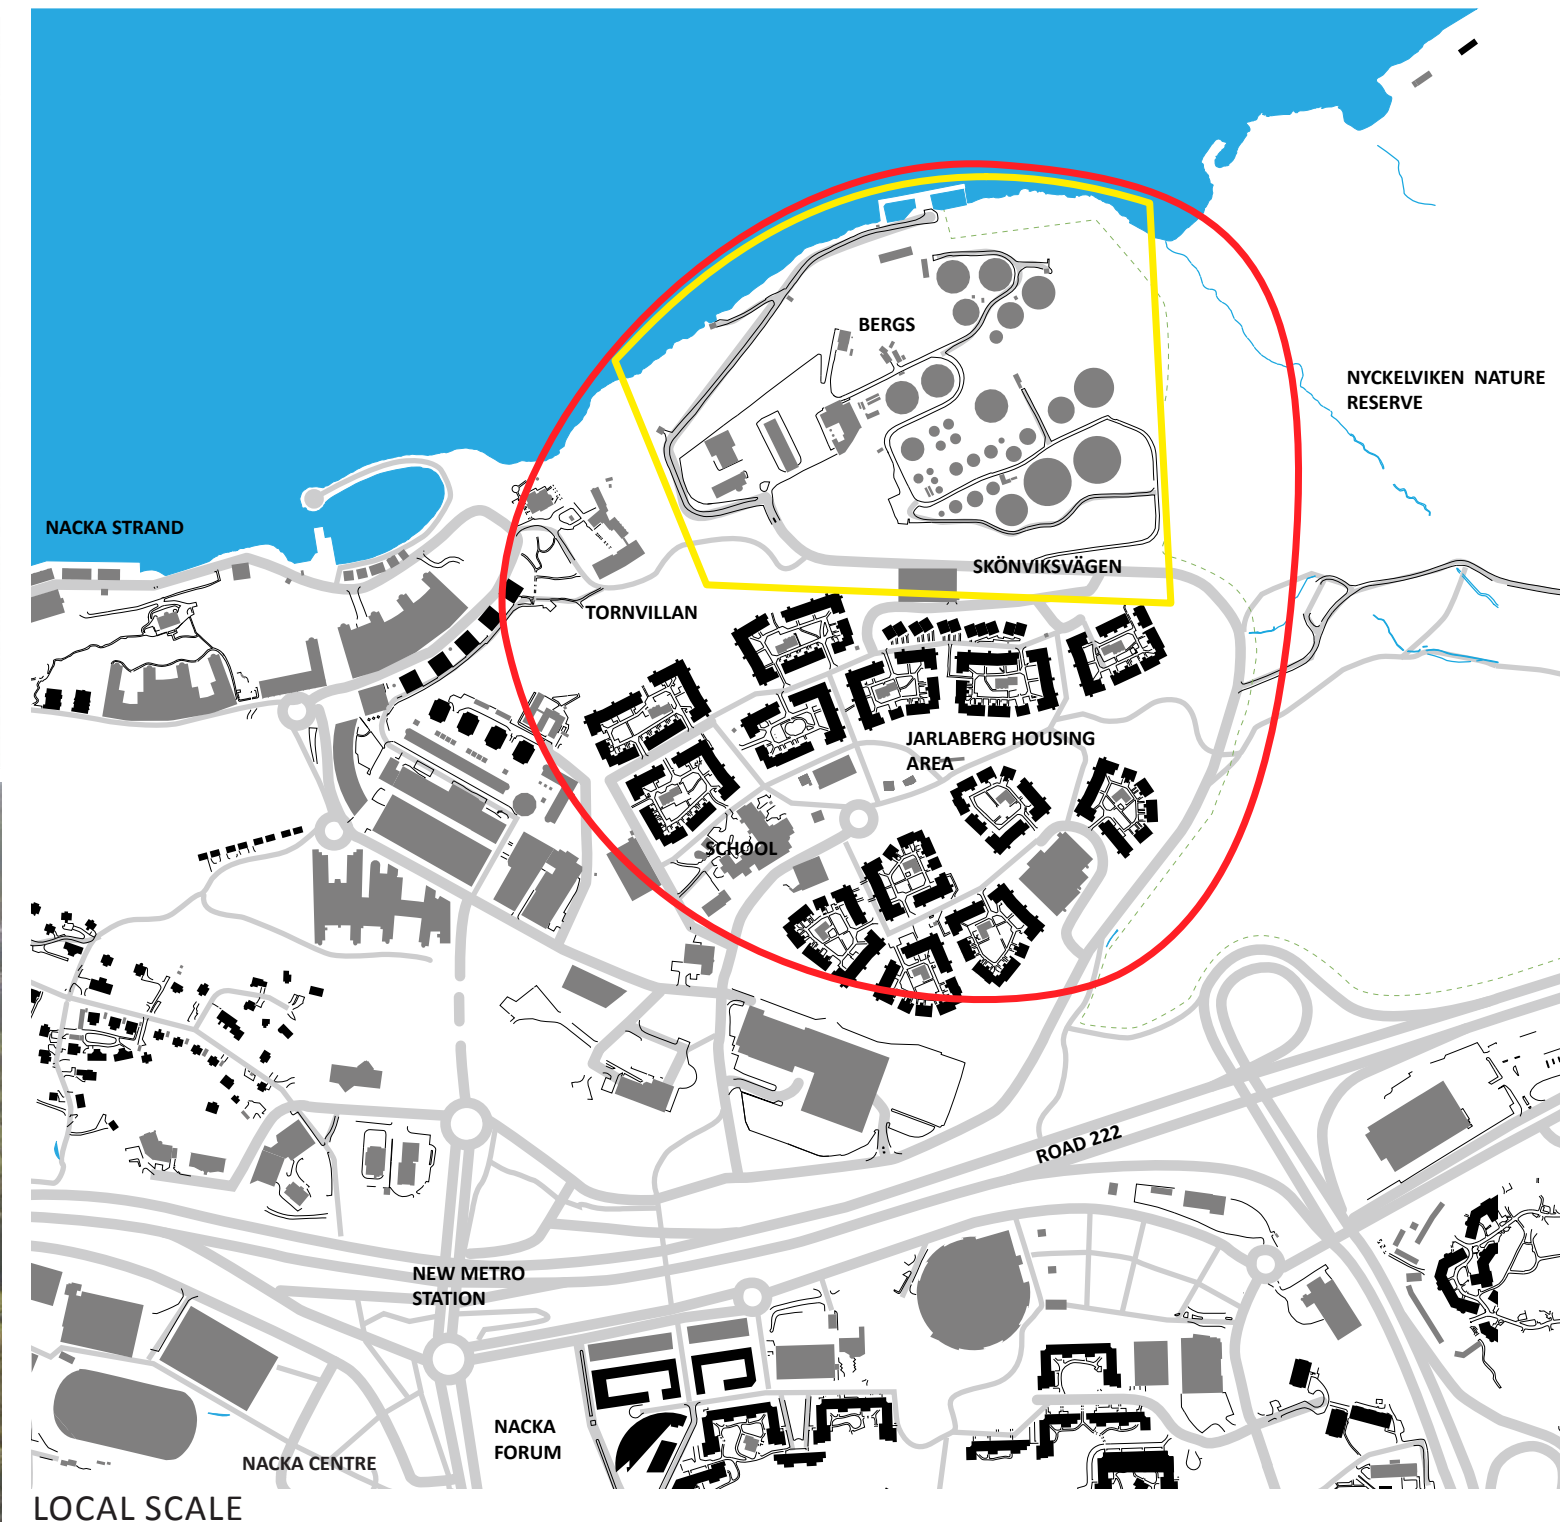 BERGS
NYCKELVIKEN NATURE
RESERVE
NACKA STRAND
SKÖNVIKSVÄGEN
TORNVILLAN
JARLABERG HOUSING
AREA
SCHOOL
ROAD 222
NEW METRO
STATION
NACKA
FORUM
NACKA CENTRE
LOCAL SCALE